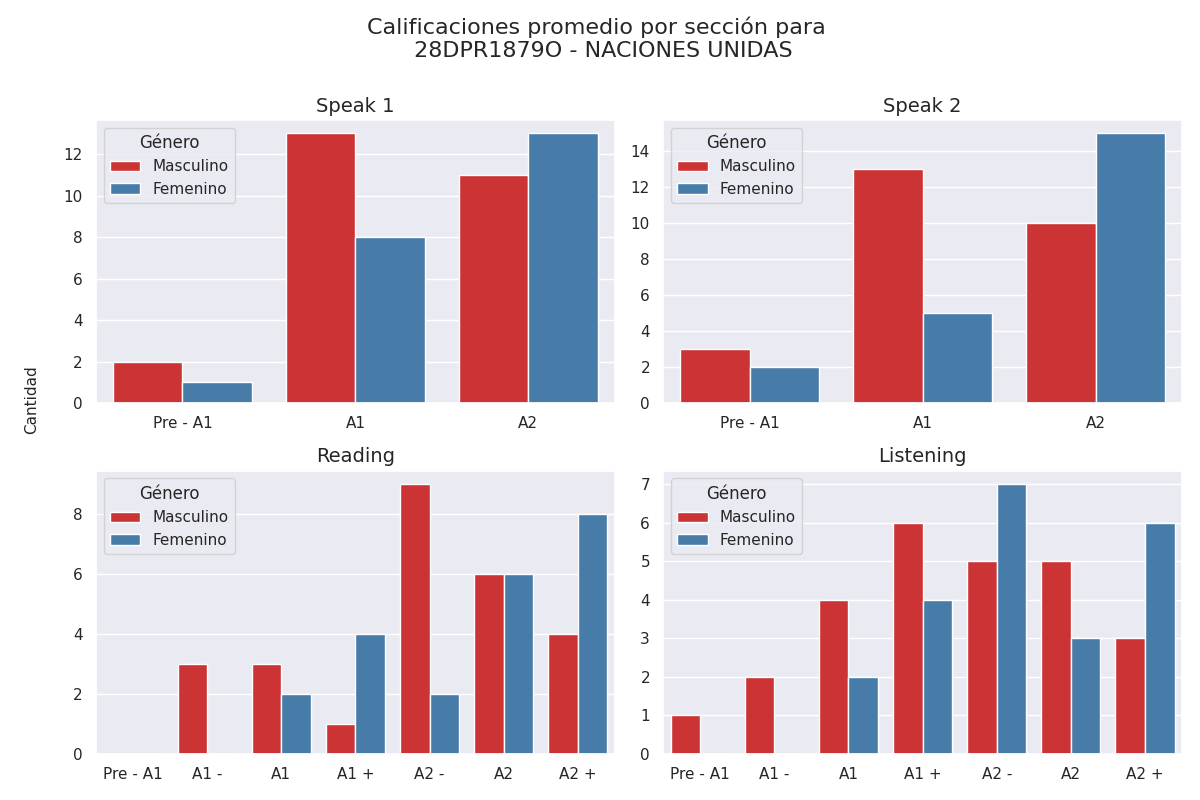 Calificaciones promedio por sección para
28DPR1879O - NACIONES UNIDAS
Cantidad
Speak 1
Género
Masculino
Femenino
12
10
8
6
4
2
0
Pre - A1 A1 A2
Speak 2
Género
Masculino
Femenino
14
12
10
8
6
4
2
0
Pre - A1 A1 A2
Reading
Género
Masculino
Femenino
8
6
4
2
0
Pre - A1 A1 - A1 A1 + A2 - A2 A2 +
Listening
Género
Masculino
Femenino
7
6
5
4
3
2
1
0
Pre - A1 A1 - A1 A1 + A2 - A2 A2 +